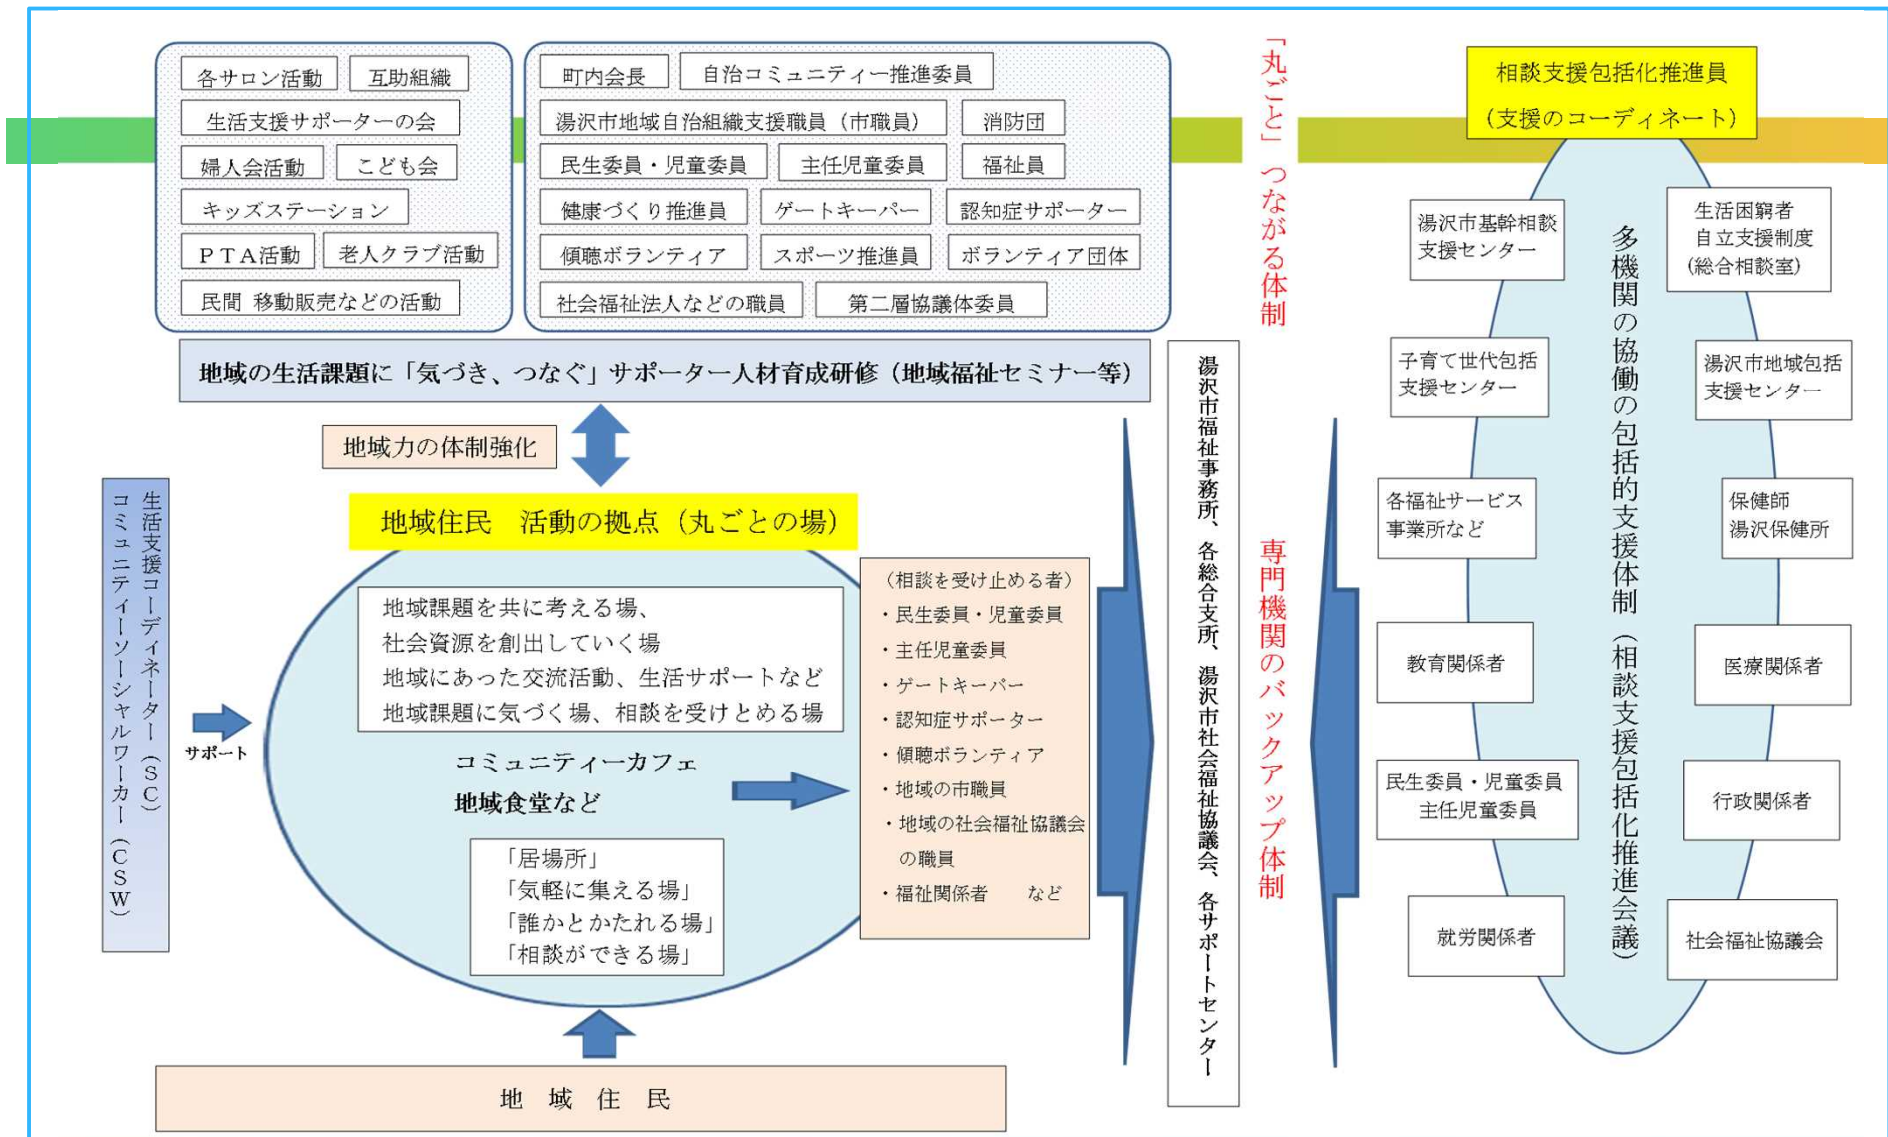 各サロン活動
互助組織
生活支援サポーターの会
婦人会活動
こども会
キッズステーション
ＰＴＡ活動
老人クラブ活動
民間 移動販売などの活動
町内会長
自治コミュニティー推進委員
湯沢市地域自治組織支援職員（市職員）
消防団
民生委員・児童委員
主任児童委員
福祉員
健康づくり推進員
ゲートキーパー
認知症サポーター
傾聴ボランティア
スポーツ推進員
ボランティア団体
社会福祉法人などの職員
第二層協議体委員
地域の生活課題に「気づき、つなぐ」サポーター人材育成研修（地域福祉セミナー等）
地域力の体制強化
生活支援コーディネーター（ＳＣ）
コミュニティーソーシャルワーカー（ＣＳＷ）
サポート
地域住民　活動の拠点（丸ごとの場）
地域課題を共に考える場、
社会資源を創出していく場
地域にあった交流活動、生活サポートなど
地域課題に気づく場、相談を受けとめる場
コミュニティーカフェ
地域食堂など
「居場所」
「気軽に集える場」
「誰かとかたれる場」
「相談ができる場」
（相談を受け止める者）
・民生委員・児童委員
・主任児童委員
・ゲートキーパー
・認知症サポーター
・傾聴ボランティア
・地域の市職員
・地域の社会福祉協議会
の職員
・福祉関係者　　など
地　域　住　民
湯沢市福祉事務所、各総合支所、湯沢市社会福祉協議会、各サポートセンター
「丸ごと」つながる体制
専門機関のバックアップ体制
相談支援包括化推進員
（支援のコーディネート）
多機関の協働の包括的支援体制（相談支援包括化推進会議）
湯沢市基幹相談
支援センター
生活困窮者
自立支援制度
(総合相談室)
子育て世代包括
支援センター
湯沢市地域包括
支援センター
各福祉サービス
事業所など
保健師
湯沢保健所
教育関係者
医療関係者
民生委員・児童委員
主任児童委員
行政関係者
就労関係者
社会福祉協議会